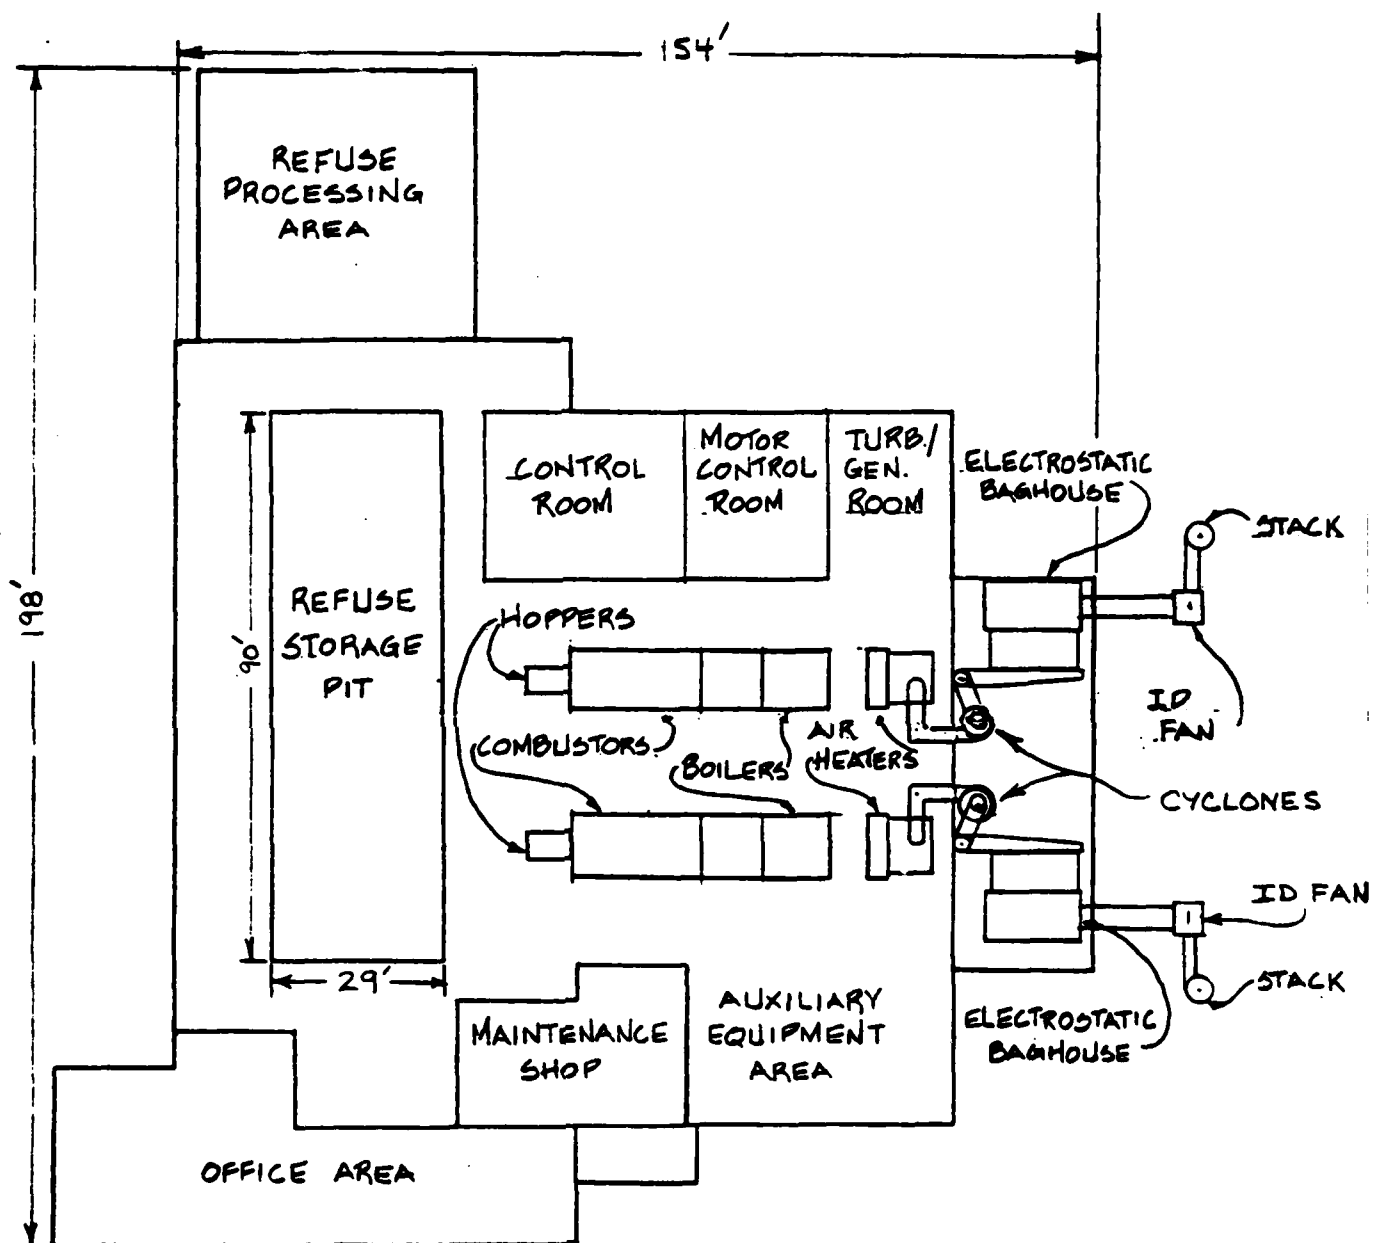 154'
REFUSE
PROCESSING
AREA
198'
90'
29'
REFUSE
STORAGE
PIT
CONTROL
ROOM
MOTOR
CONTROL
ROOM
TURB./
GEN.
ROOM
ELECTROSTATIC
BAGHOUSE
STACK
HOPPERS
ID
FAN
COMBUSTORS
BOILERS
AIR
HEATERS
CYCLONES
ID FAN
STACK
MAINTENANCE
SHOP
AUXILIARY
EQUIPMENT
AREA
ELECTROSTATIC
BAGHOUSE
OFFICE AREA